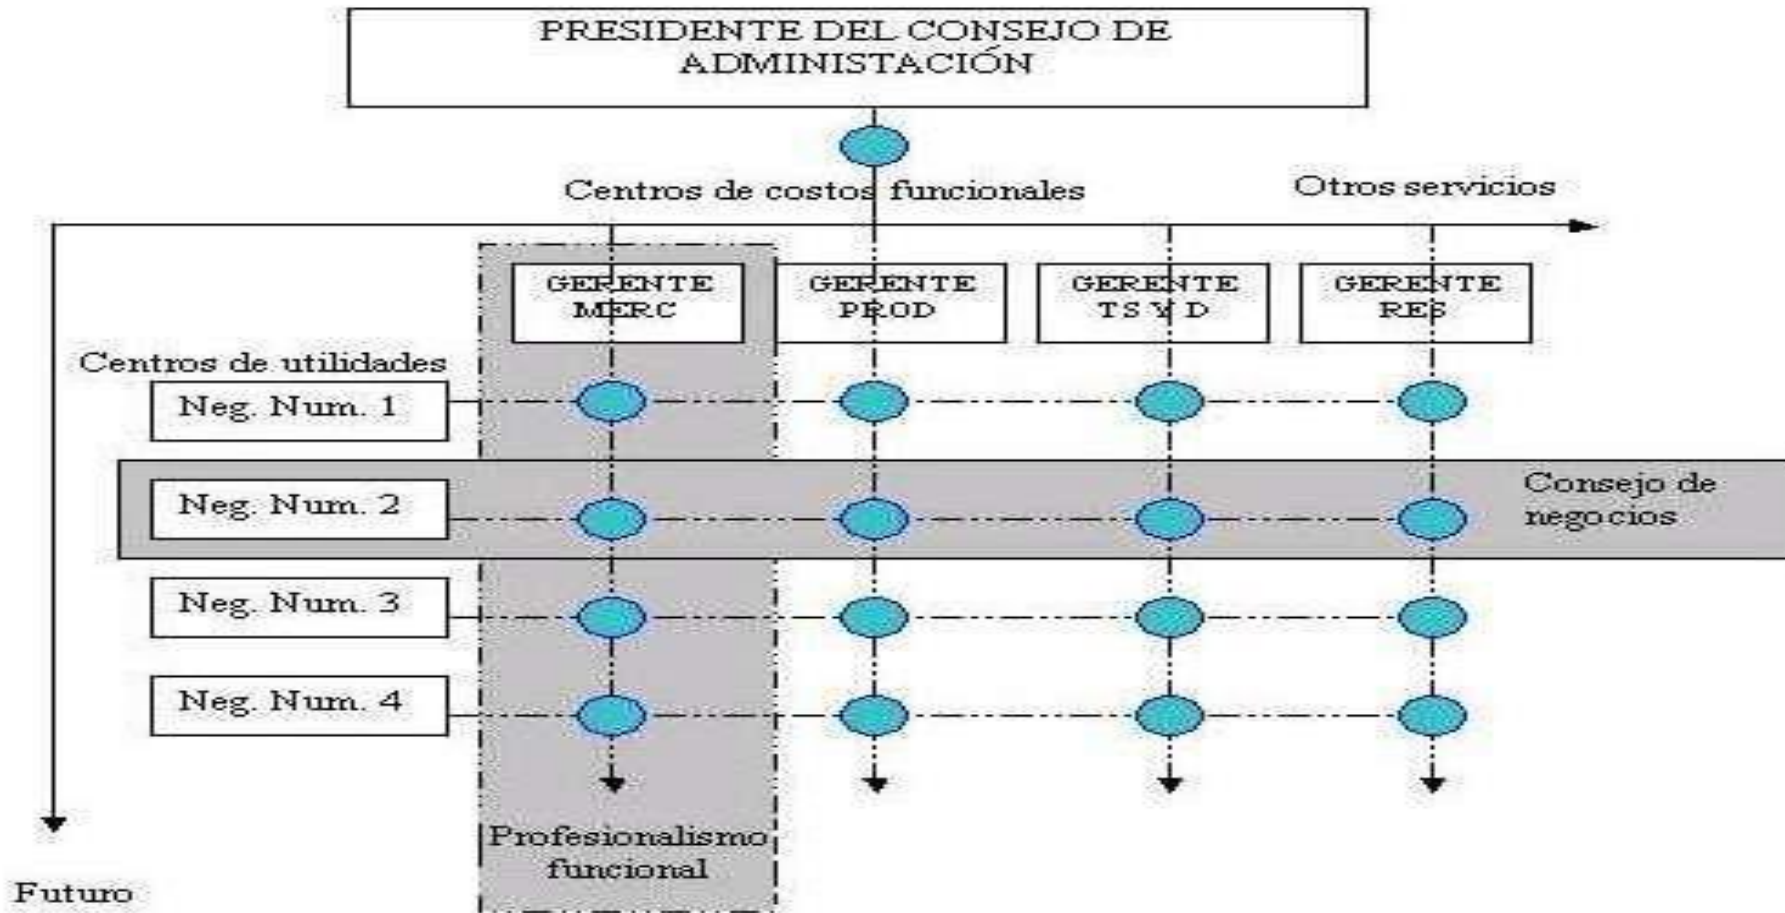 PRESIDENTE DEL CONSEJO DE
ADMINISTACIÓN
Centros de costos funcionales
Otros servicios
GERENTE
MERC
GERENTE
PROD
GERENTE
TS Y D
GERENTE
RES
Centros de utilidades
Neg. Num. 1
Neg. Num. 2
Consejo de
negocios
Neg. Num. 3
Neg. Num. 4
Profesionalismo
funcional
Futuro